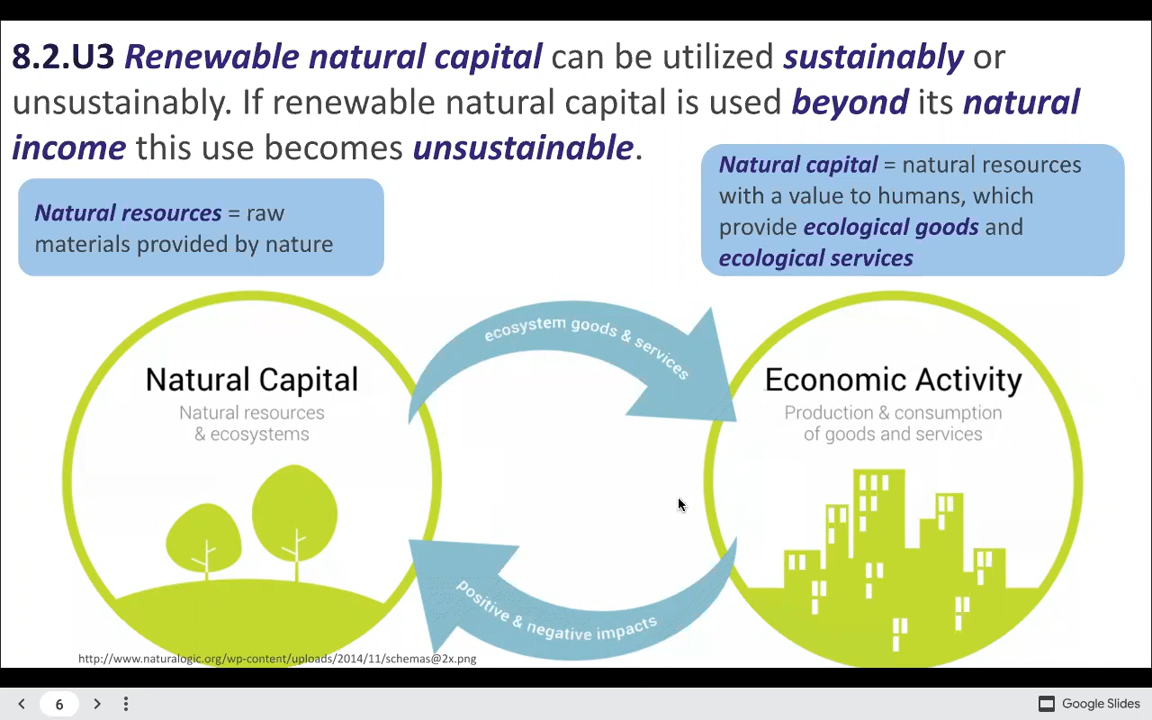 8.2.U3 Renewable natural capital can be utilized sustainably or
unsustainably. If renewable natural capital is used beyond its natural
income this use becomes unsustainable.
Natural resources = raw
materials provided by nature
Natural capital = natural resources
with a value to humans, which
provide ecological goods and
ecological services
ecosystem goods & services
Natural Capital
Natural resources
& ecosystems
Economic Activity
Production & consumption
of goods and services
positive & negative impacts
http://www.naturalogic.org/wp-content/uploads/2014/11/schemas@2x.png
6
Google Slides